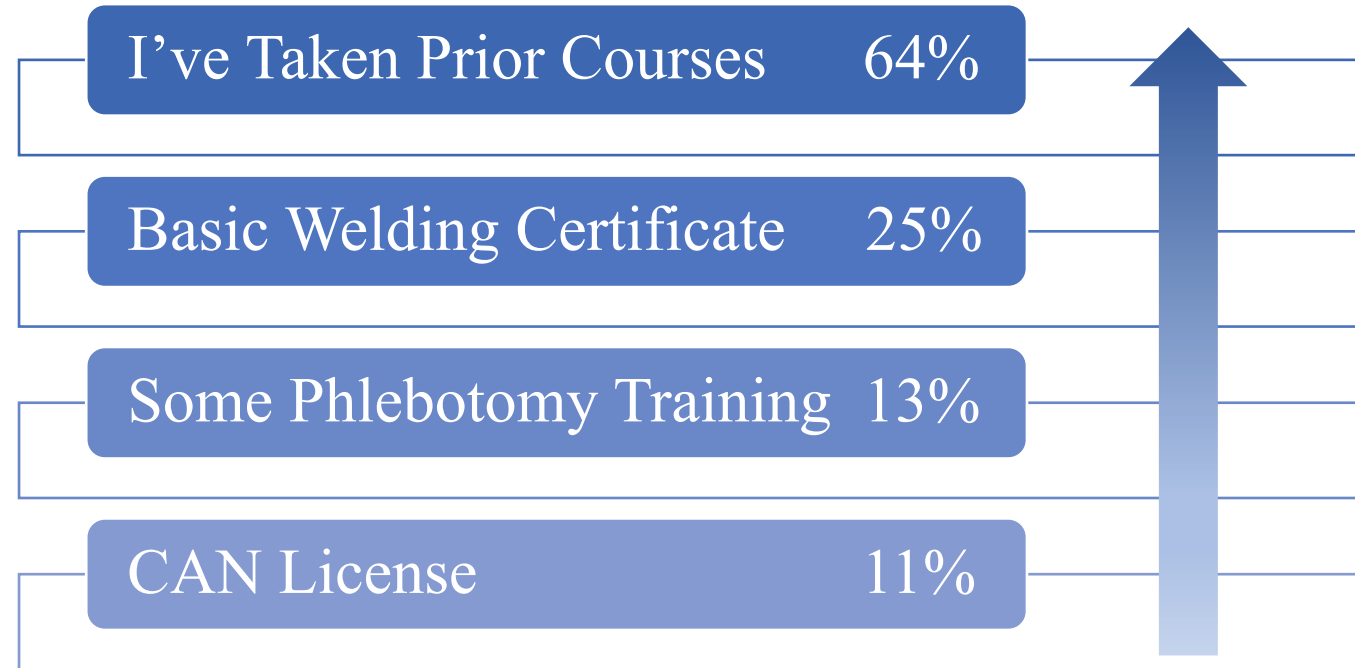 I’ve Taken Prior Courses 64%
Basic Welding Certificate 25%
Some Phlebotomy Training 13%
CAN License 11%